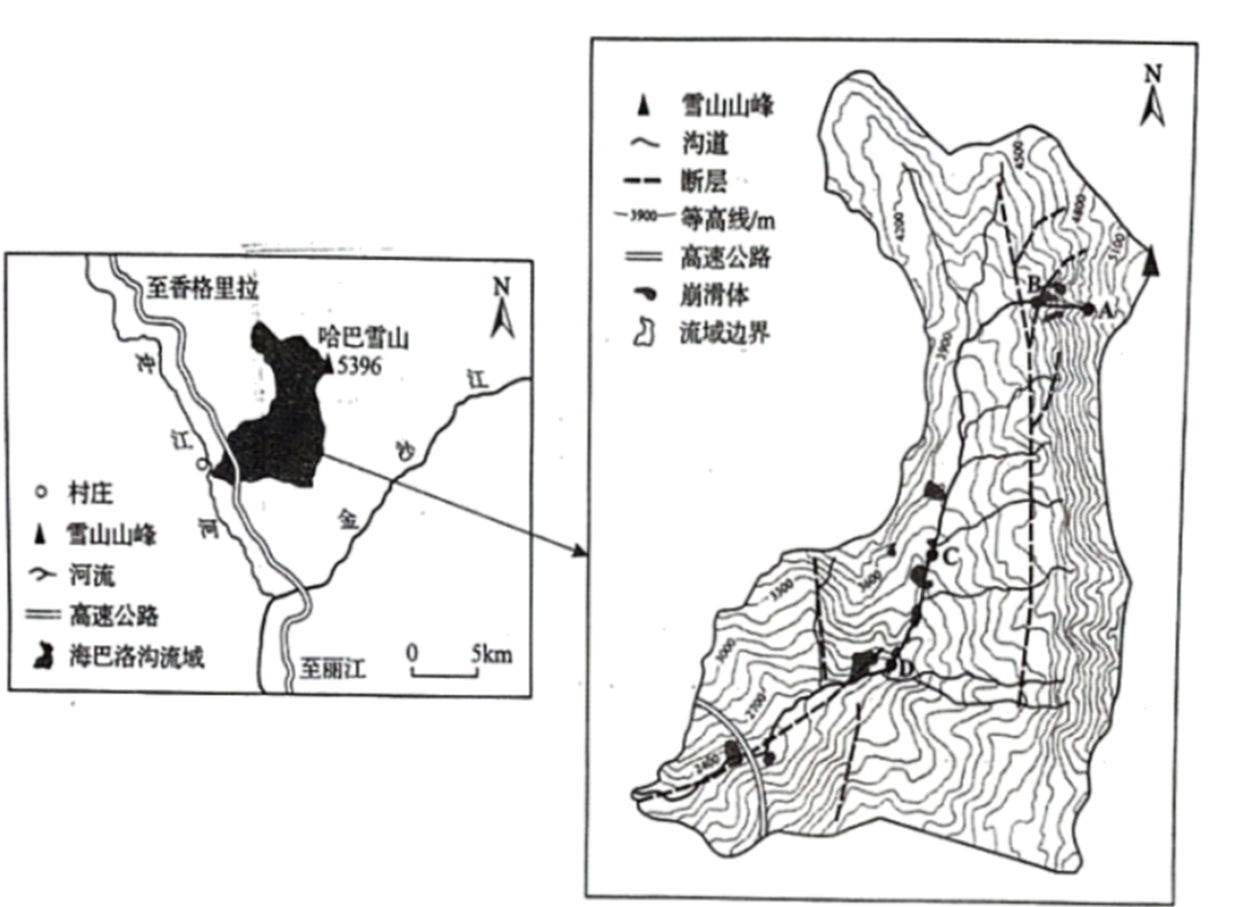 至香格里拉
N
哈巴雪山
5396
硕
江
多
江
河
沙
金
村庄
雪山山峰
河流
高速公路
海巴洛沟流域
0 5km
至丽江
N
雪山山峰
沟道
断层
3900 等高线/m
高速公路
崩滑体
流域边界
4500
4800
4200
5100
B
A
3900
C
3600
3300
3000
D
2700
2400